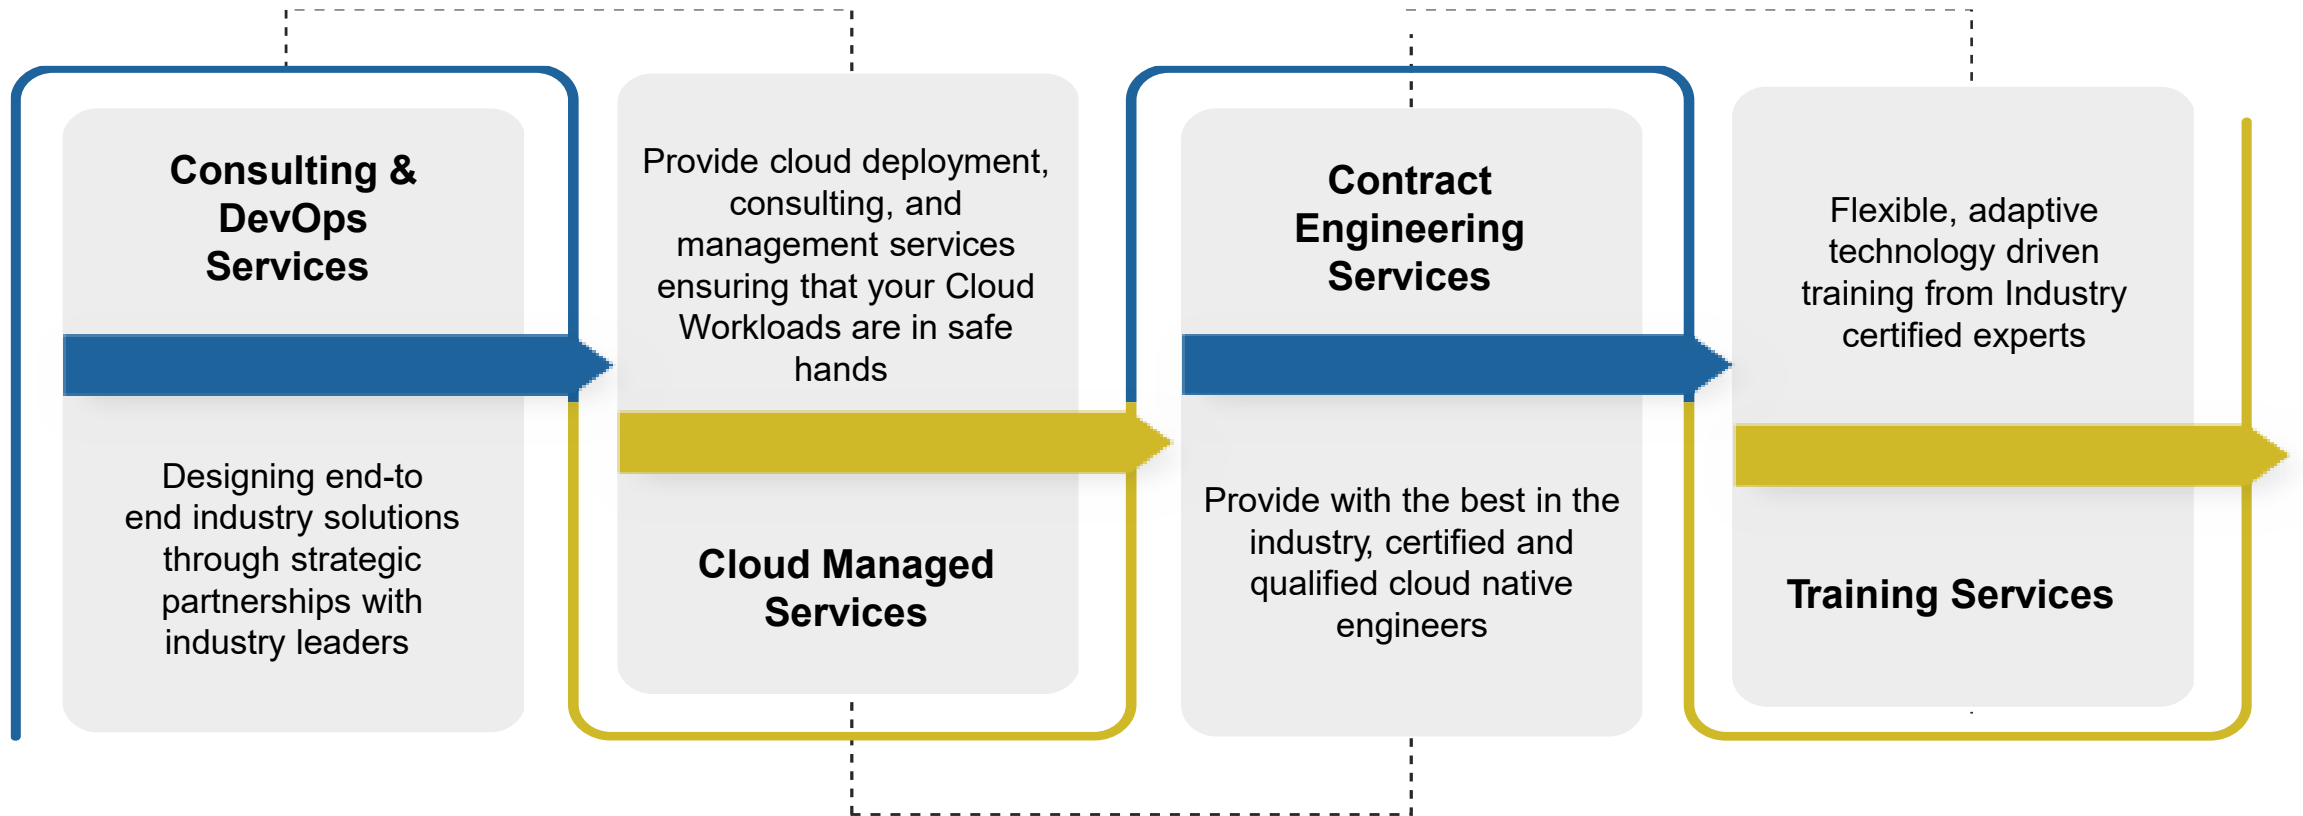 Consulting &
DevOps
Services
Designing end-to
end industry solutions
through strategic
partnerships with
industry leaders
Provide cloud deployment,
consulting, and
management services
ensuring that your Cloud
Workloads are in safe
hands
Cloud Managed
Services
Contract
Engineering
Services
Provide with the best in the
industry, certified and
qualified cloud native
engineers
Flexible, adaptive
technology driven
training from Industry
certified experts
Training Services